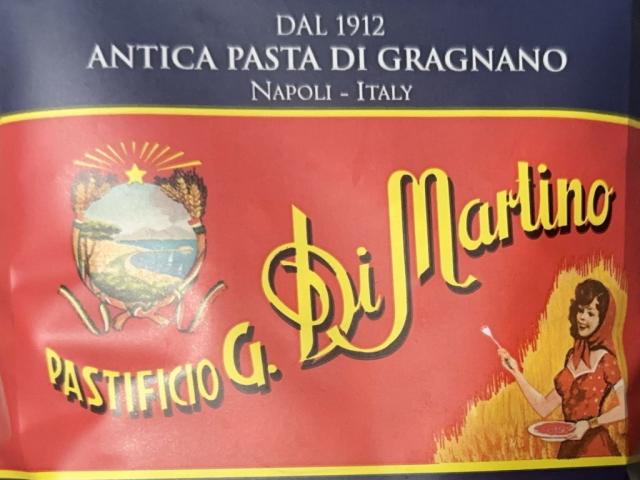 DAL 1912
ANTICA PASTA DI GRAGNANO
NAPOLI - ITALY
PASTIFICIO G. Di Martino